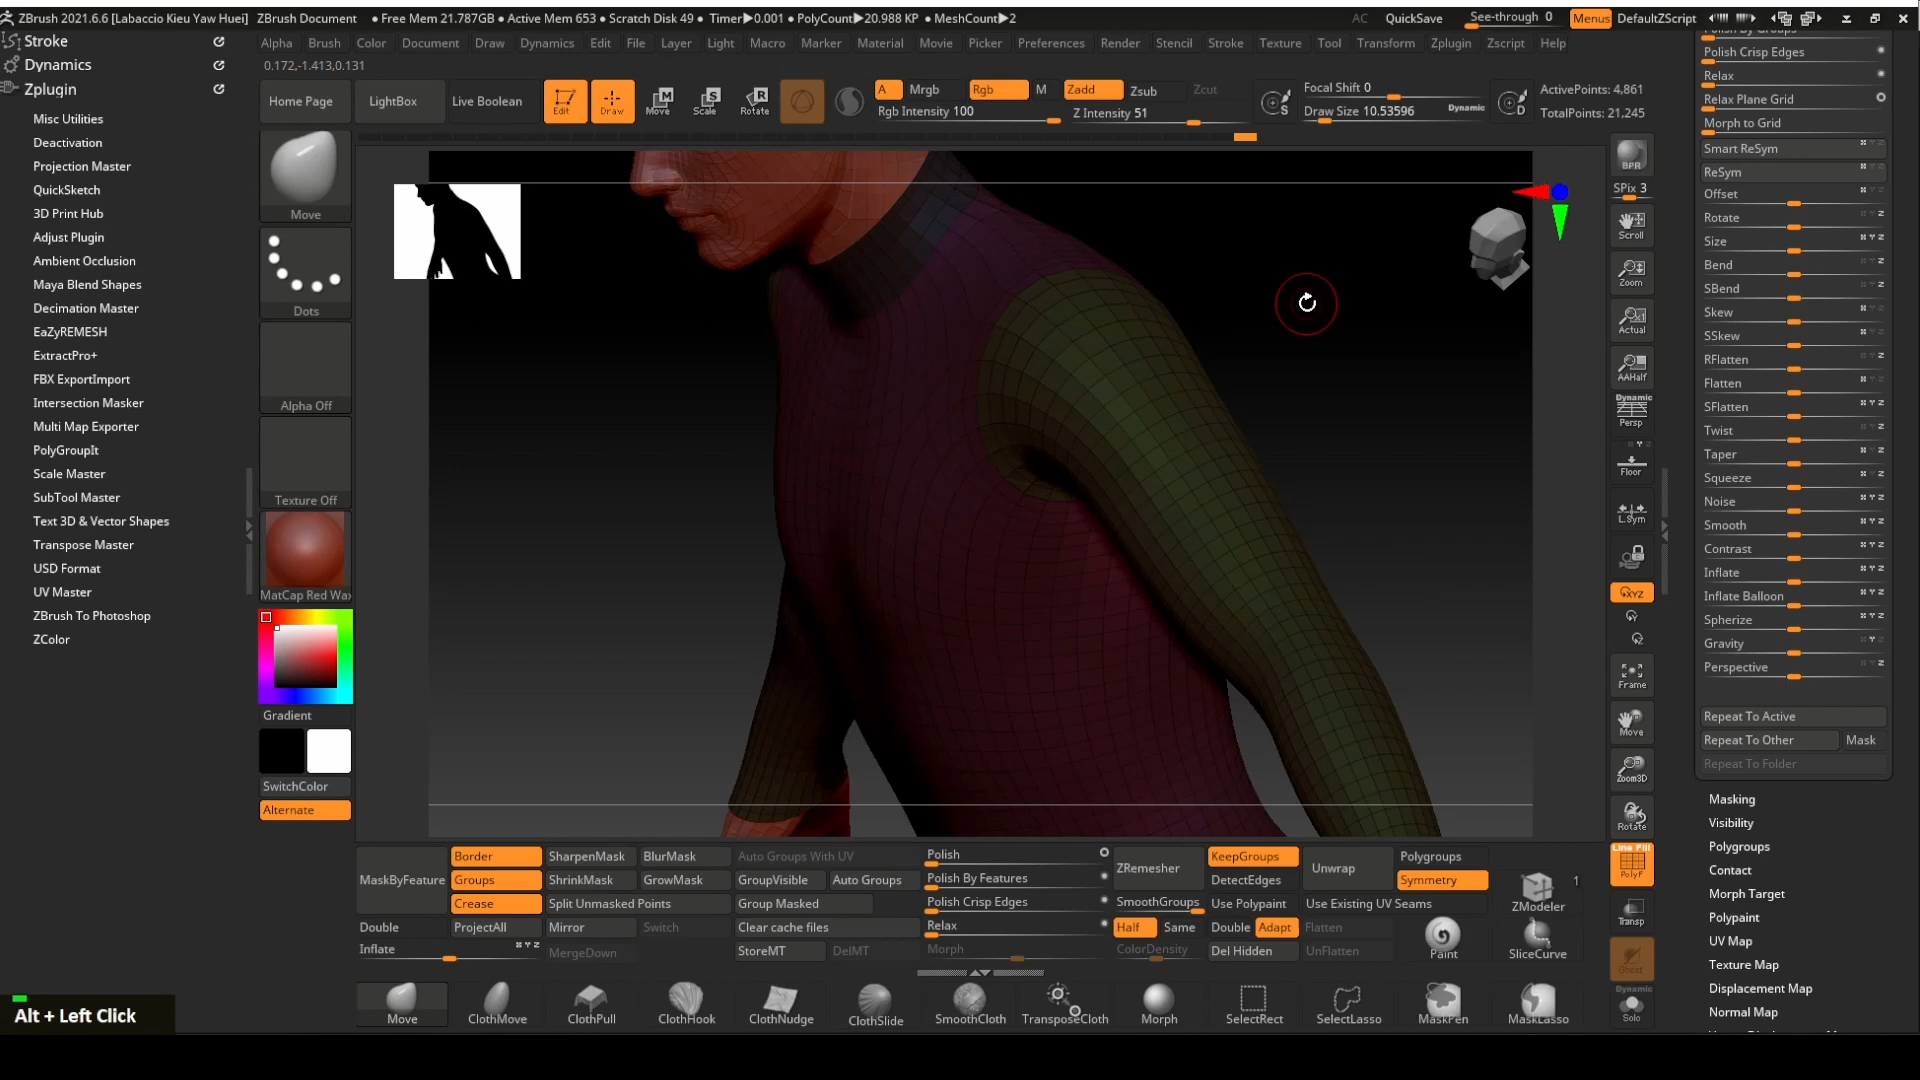 ZBrush 2021.6.6 [Labaccio Kieu Yaw Huei] ZBrush Document • Free Mem 21.787GB • Active Mem 653 • Scratch Disk 49 • Timer▶0.001 • PolyCount▶20.988 KP • MeshCount▶2
AC QuickSave See-through 0 Menus DefaultZScript
Alpha Brush Color Document Draw Dynamics Edit File Layer Light Macro Marker Material Movie Picker Preferences Render Stencil Stroke Texture Tool Transform Zplugin Zscript Help
0.172,-1.413,0.131
Stroke
Dynamics
Zplugin
Misc Utilities
Deactivation
Projection Master
QuickSketch
3D Print Hub
Adjust Plugin
Ambient Occlusion
Maya Blend Shapes
Decimation Master
EaZyREMESH
ExtractPro+
FBX ExportImport
Intersection Masker
Multi Map Exporter
PolyGroupIt
Scale Master
SubTool Master
Text 3D & Vector Shapes
Transpose Master
USD Format
UV Master
ZBrush To Photoshop
ZColor
Home Page LightBox Live Boolean Edit Draw Move Scale Rotate
A Mrgb Rgb M Zadd Zsub Zcut
Rgb Intensity 100 Z Intensity 51
Focal Shift 0
Draw Size 10.53596 Dynamic
ActivePoints: 4,861
TotalPoints: 21,245
Move
Dots
Alpha Off
Texture Off
MatCap Red Wax
Gradient
SwitchColor
Alternate
BPR
SPix 3
Scroll
Zoom
Actual
AAHalf
Dynamic
Persp
Floor
L.Sym
XYZ
Frame
Move
Zoom3D
Rotate
Line Fill
PolyF
Transp
Ghost
Dynamic
Solo
Polish By Groups
Polish Crisp Edges
Relax
Relax Plane Grid
Morph to Grid
Smart ReSym
ReSym
Offset
Rotate
Size
Bend
SBend
Skew
SSkew
RFlatten
Flatten
SFlatten
Twist
Taper
Squeeze
Noise
Smooth
Contrast
Inflate
Inflate Balloon
Spherize
Gravity
Perspective
Repeat To Active
Repeat To Other Mask
Repeat To Folder
Masking
Visibility
Polygroups
Contact
Morph Target
Polypaint
UV Map
Texture Map
Displacement Map
Normal Map
MaskByFeature Border SharpenMask BlurMask Auto Groups With UV Polish ZRemesher KeepGroups Unwrap Polygroups
Groups ShrinkMask GrowMask GroupVisible Auto Groups Polish By Features DetectEdges Symmetry ZModeler 1
Crease Split Unmasked Points Group Masked Polish Crisp Edges SmoothGroups Use Polypaint Use Existing UV Seams
Double ProjectAll Mirror Switch Clear cache files Relax Half Same Double Adapt Flatten
Inflate MergeDown StoreMT DelMT Morph ColorDensity Del Hidden UnFlatten Paint SliceCurve
Move ClothMove ClothPull ClothHook ClothNudge ClothSlide SmoothCloth TransposeCloth Morph SelectRect SelectLasso MaskPen MaskLasso
Alt + Left Click